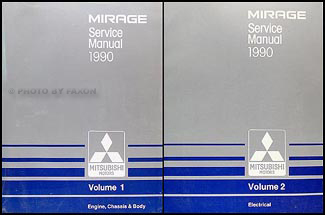 MIRAGE
Service
Manual
1990
© PHOTO BY FAXON
MITSUBISHI
MOTORS
Volume 1
Engine, Chassis & Body
MIRAGE
Service
Manual
1990
MITSUBISHI
MOTORS
Volume 2
Electrical